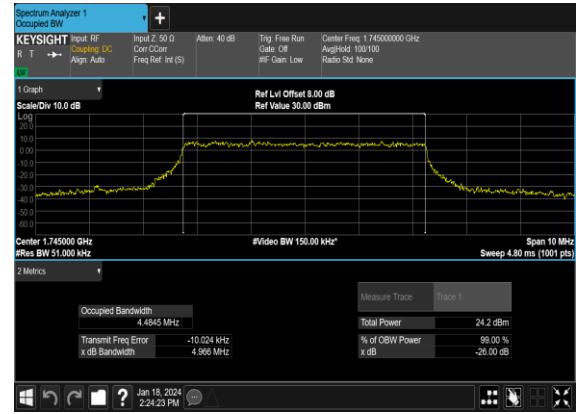 Spectrum Analyzer 1
Occupied BW
KEYSIGHT Input: RF Input Z: 50 Ω Atten: 40 dB Trig: Free Run Center Freq: 1.745000000 GHz
R T Coupling: DC Corr CCorr Gate: Off Avg|Hold: 100/100
Align: Auto Freq Ref: Int (S) #IF Gain: Low Radio Std: None
LW
1 Graph Ref Lvl Offset 8.00 dB
Scale/Div 10.0 dB Ref Value 30.00 dBm
Log
20.0
10.0
0.00
-10.0
-20.0
-30.0
-40.0
-50.0
-60.0
Center 1.745000 GHz #Video BW 150.00 kHz* Span 10 MHz
#Res BW 51.000 kHz Sweep 4.80 ms (1001 pts)
2 Metrics
Measure Trace Trace 1
Occupied Bandwidth
4.4845 MHz Total Power 24.2 dBm
Transmit Freq Error -10.024 kHz % of OBW Power 99.00 %
x dB Bandwidth 4.966 MHz x dB -26.00 dB
Jan 18, 2024
2:24:23 PM